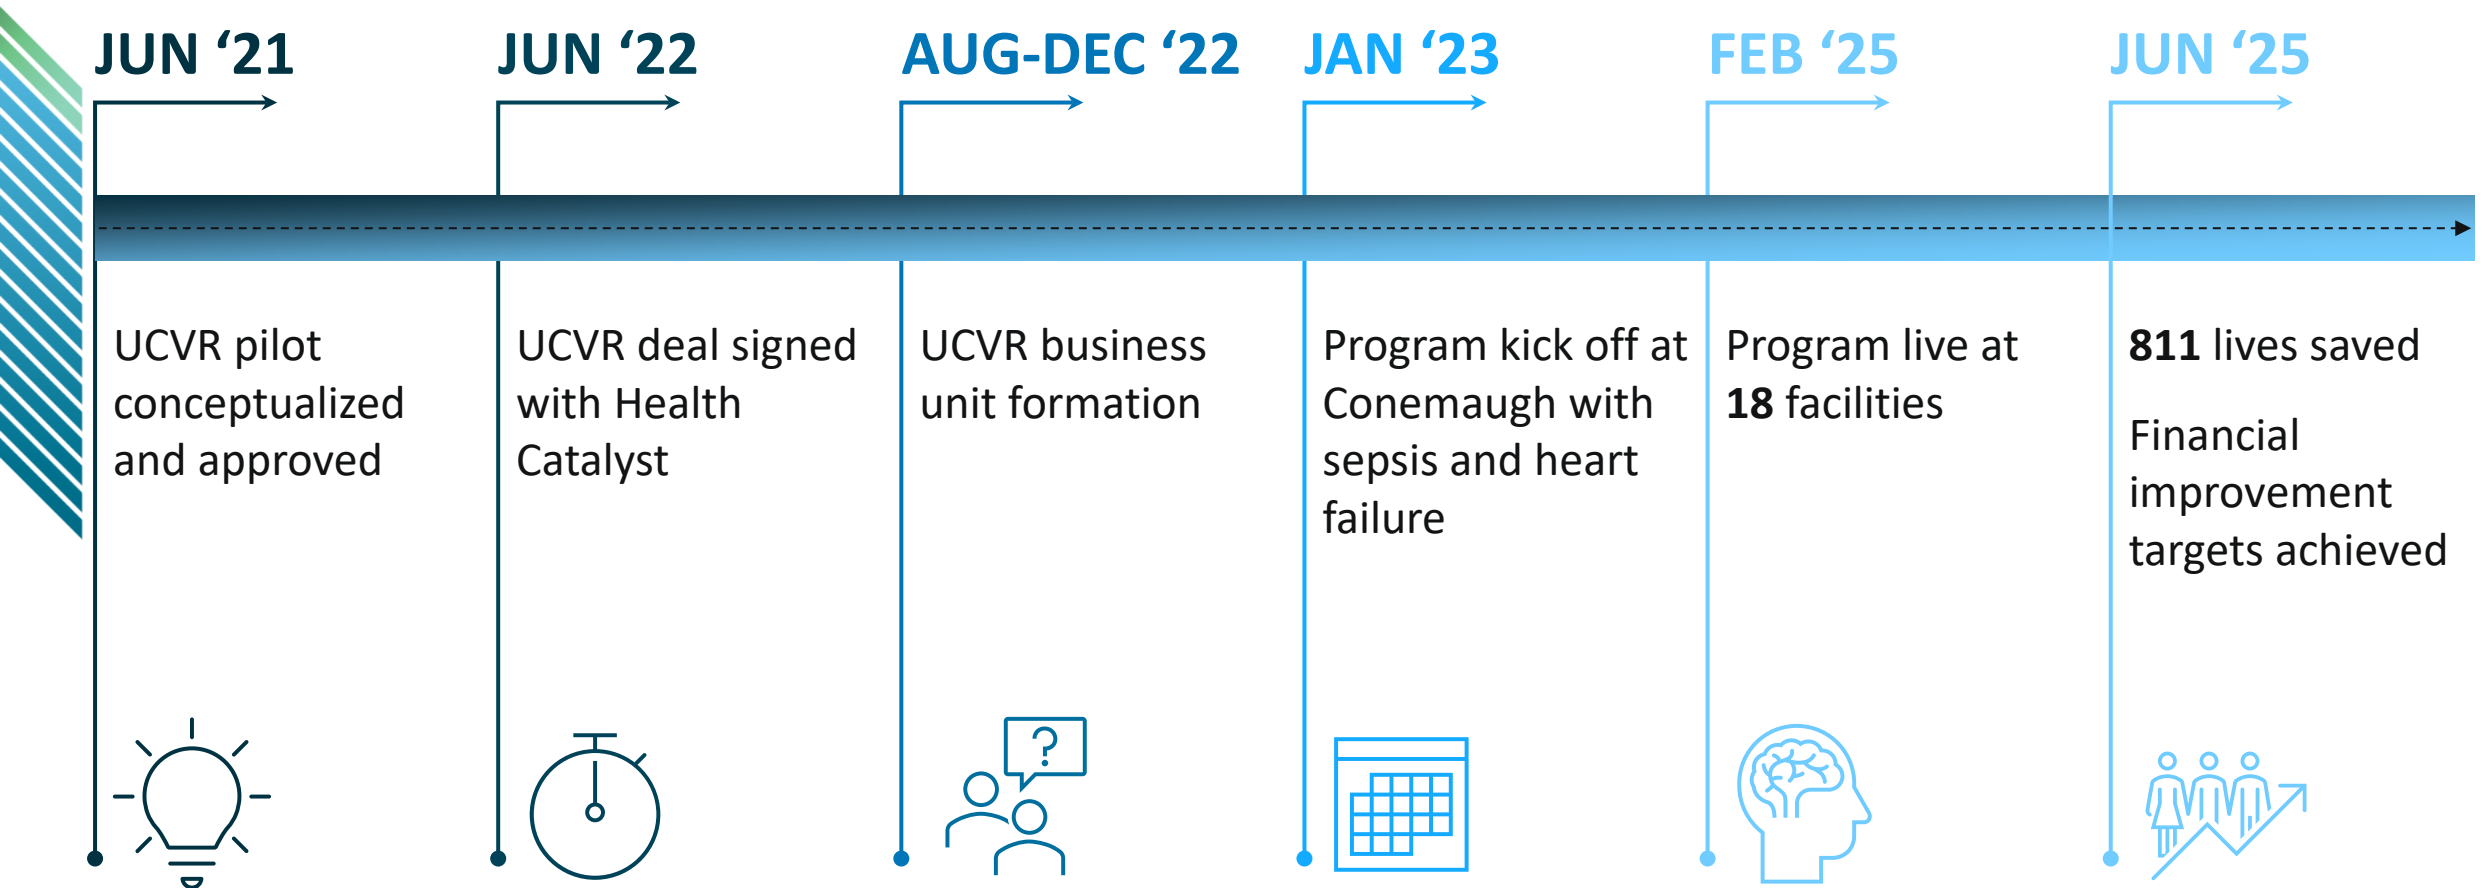 JUN ‘21
UCVR pilot
conceptualized
and approved
JUN ‘22
UCVR deal signed
with Health
Catalyst
AUG-DEC ‘22
UCVR business
unit formation
?
JAN ‘23
Program kick off at
Conemaugh with
sepsis and heart
failure
FEB ‘25
Program live at
18 facilities
JUN ‘25
811 lives saved
Financial
improvement
targets achieved